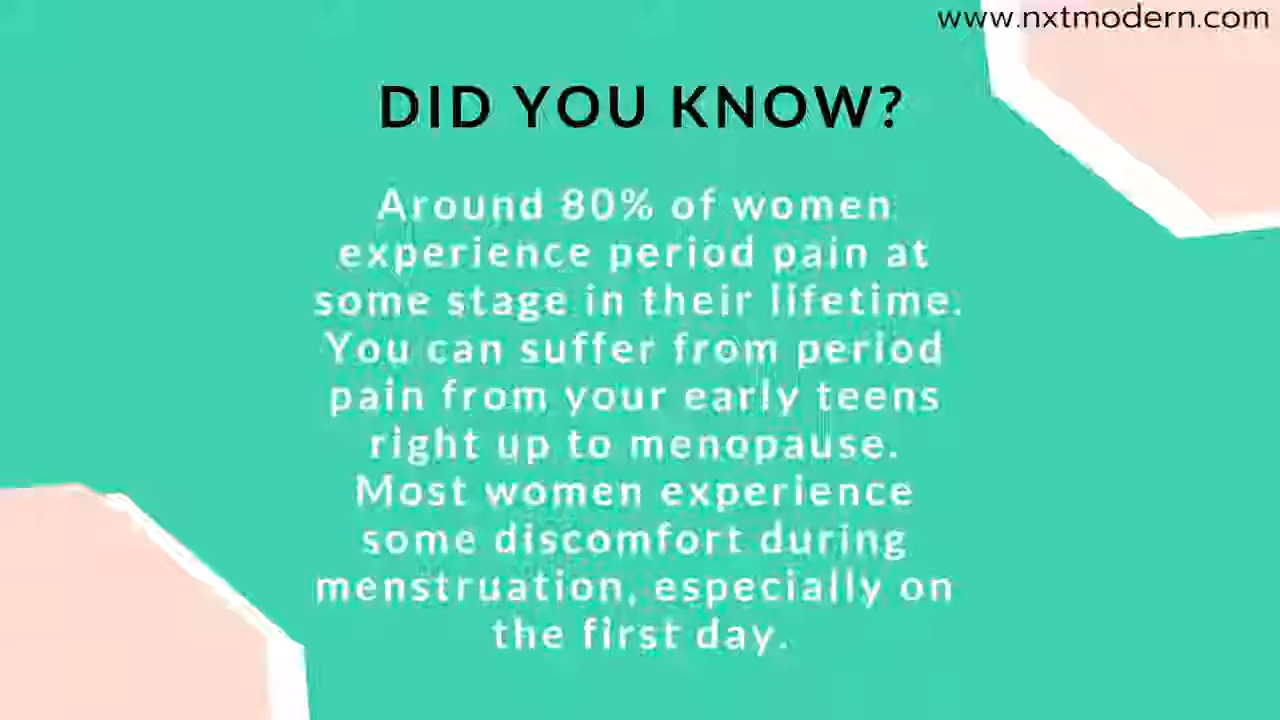 www.nxtmodern.com
DID YOU KNOW?
Around 80% of women
experience period pain at
some stage in their lifetime.
You can suffer from period
pain from your early teens
right up to menopause.
Most women experience
some discomfort during
menstruation, especially on
the first day.